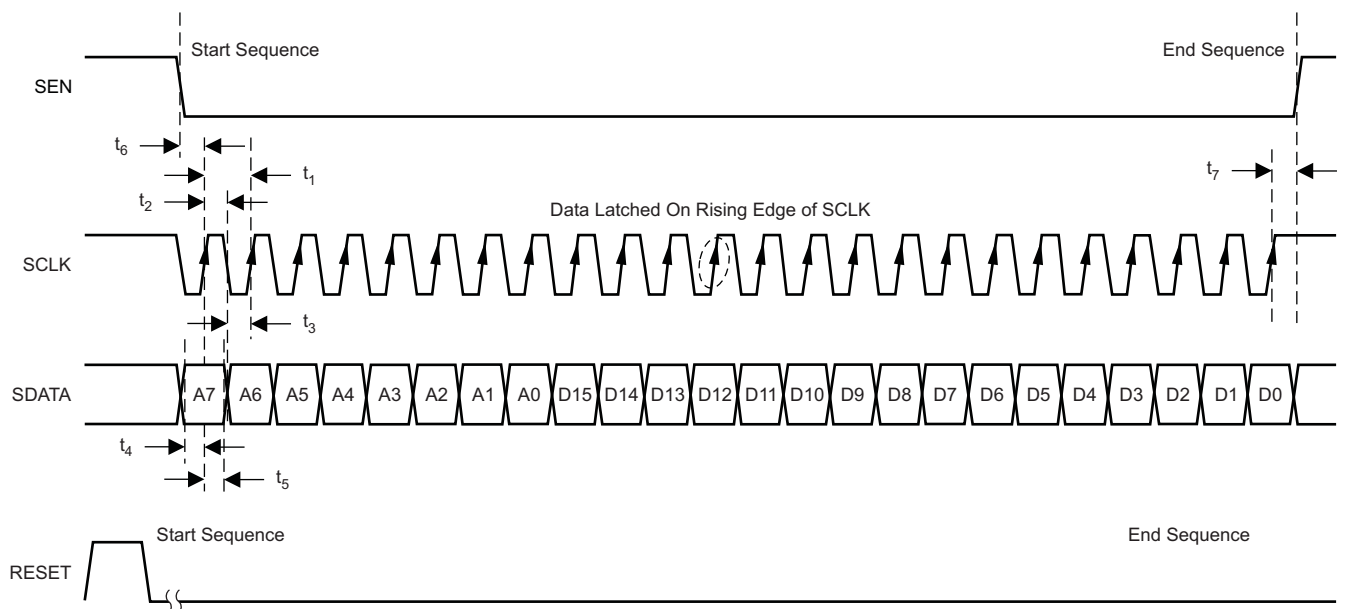 Start Sequence
End Sequence
SEN
t6
t1
t7
t2
Data Latched On Rising Edge of SCLK
SCLK
t3
SDATA
A7 A6 A5 A4 A3 A2 A1 A0 D15 D14 D13 D12 D11 D10 D9 D8 D7 D6 D5 D4 D3 D2 D1 D0
t4
t5
Start Sequence
End Sequence
RESET